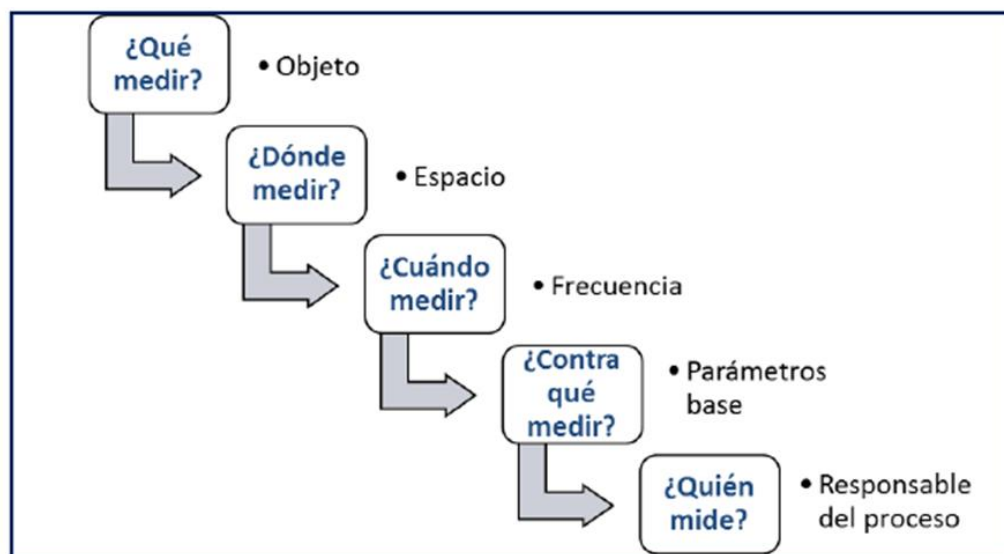 ¿Qué
medir?
• Objeto
¿Dónde
medir?
• Espacio
¿Cuándo
medir?
• Frecuencia
¿Contra
qué
medir?
• Parámetros
base
¿Quién
mide?
• Responsable
del proceso